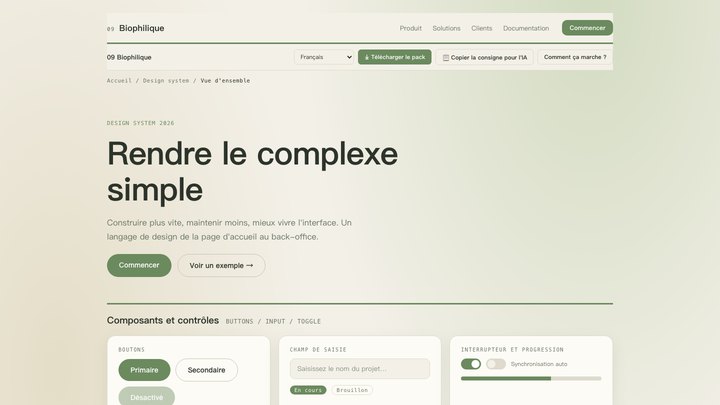 09 Biophilique
Produit Solutions Clients Documentation Commencer
09 Biophilique Français Télécharger le pack Copier la consigne pour l'IA Comment ça marche ?
Accueil / Design system / Vue d'ensemble
DESIGN SYSTEM 2026
Rendre le complexe
simple
Construire plus vite, maintenir moins, mieux vivre l'interface. Un
langage de design de la page d'accueil au back-office.
Commencer Voir un exemple →
Composants et contrôles BUTTONS / INPUT / TOGGLE
BOUTONS
Primaire Secondaire
Désactivé
CHAMP DE SAISIE
Saisissez le nom du projet…
En cours Brouillon
INTERRUPTEUR ET PROGRESSION
Synchronisation auto